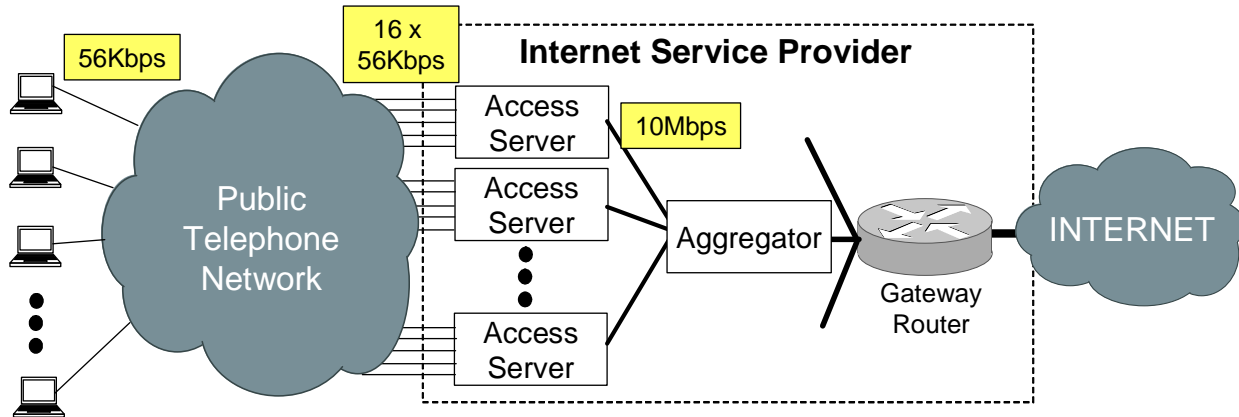 56Kbps
16 x
56Kbps
Internet Service Provider
Access
Server
10Mbps
Access
Server
Public
Telephone
Network
Aggregator
INTERNET
Gateway
Router
Access
Server